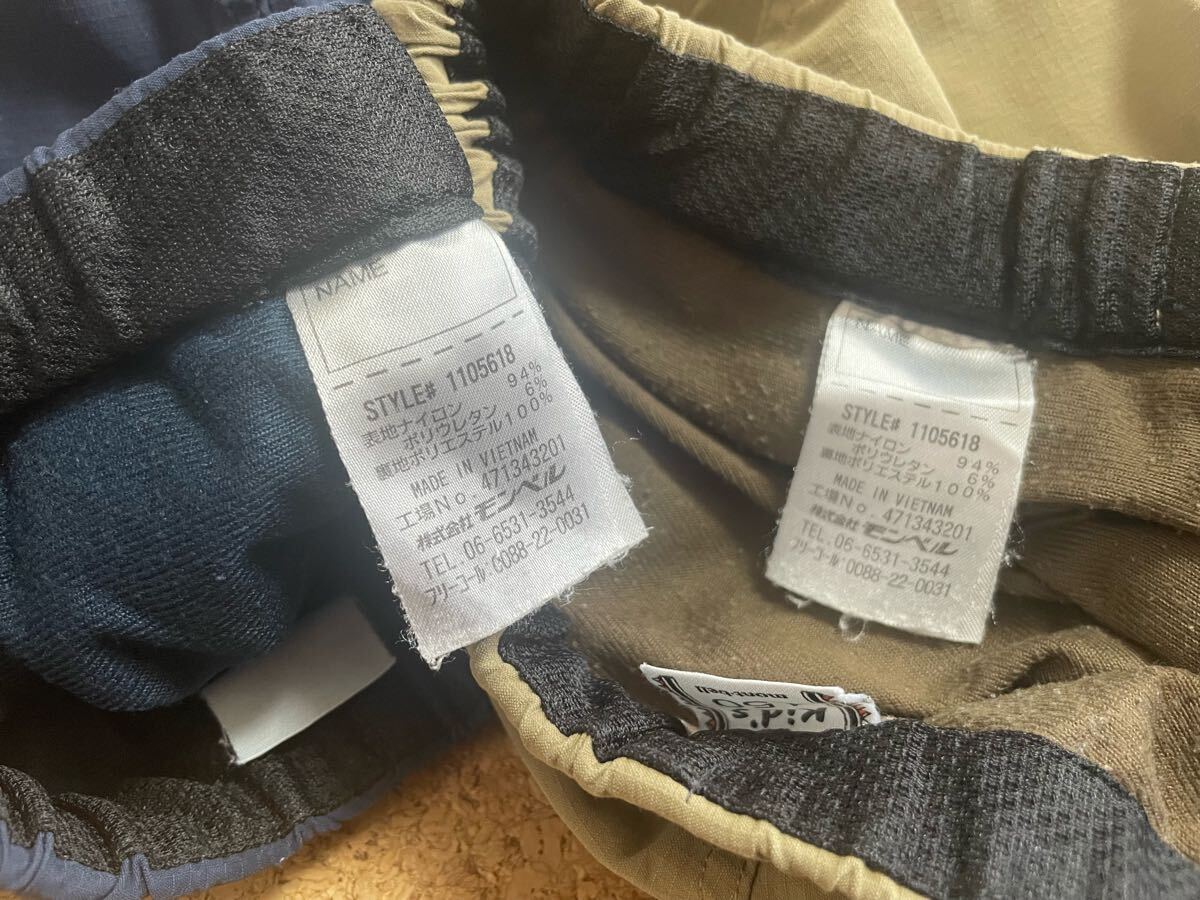 NAME
STYLE# 1105618
表地ナイロン 94%
ポリウレタン 6%
裏地ポリエステル100%
MADE IN VIETNAM
工場No. 471343201
株式会社 モンベル
TEL. 06-6531-3544
フリーコール 0088-22-0031
NAME
STYLE# 1105618
表地ナイロン 94%
ポリウレタン 6%
裏地ポリエステル100%
MADE IN VIETNAM
工場No. 471343201
株式会社 モンベル
TEL. 06-6531-3544
フリーコール 0088-22-0031
Kid's
mont-bell